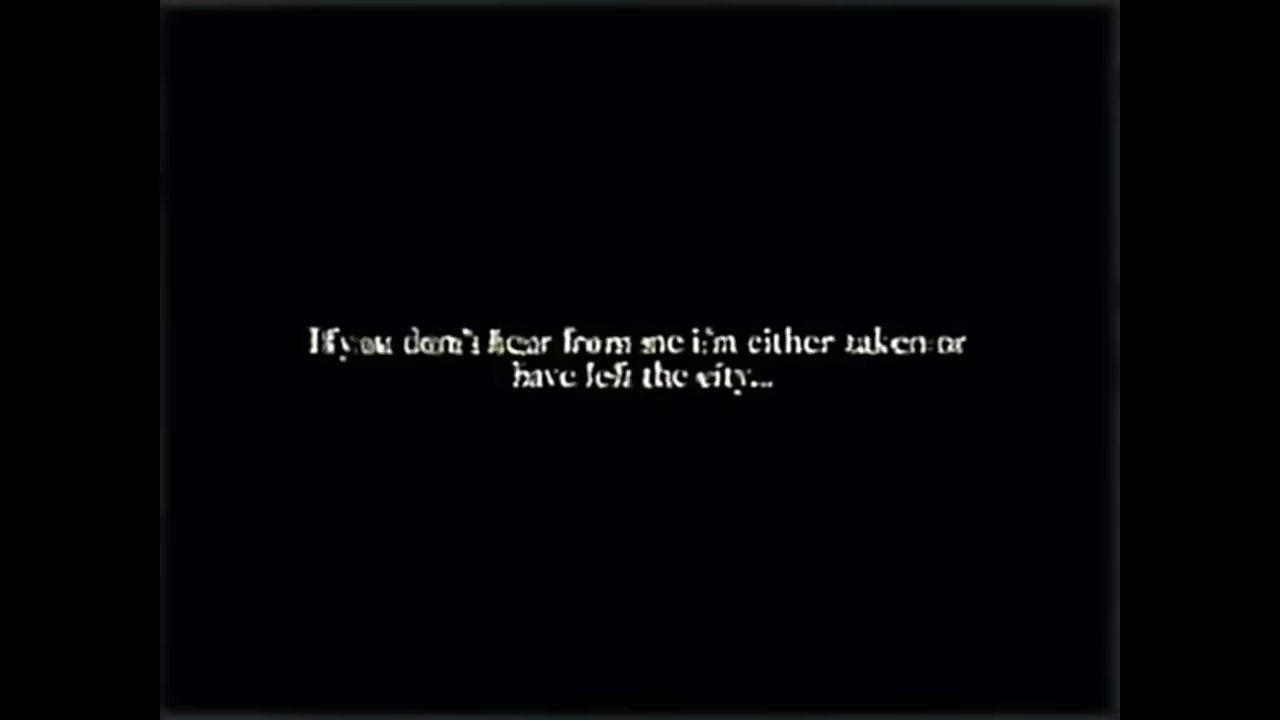 If you don't hear from me i'm either taken or
have left the city...